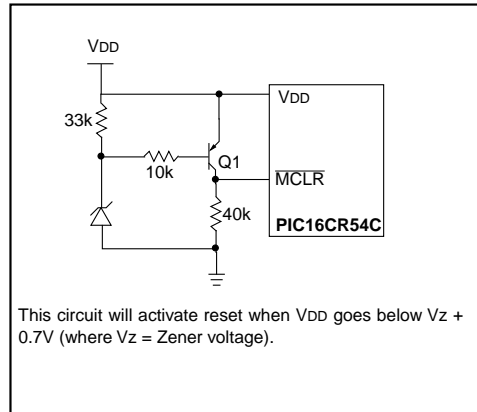 VDD
VDD
33k
Q1
10k
MCLR
40k
PIC16CR54C
This circuit will activate reset when VDD goes below Vz +
0.7V (where Vz = Zener voltage).